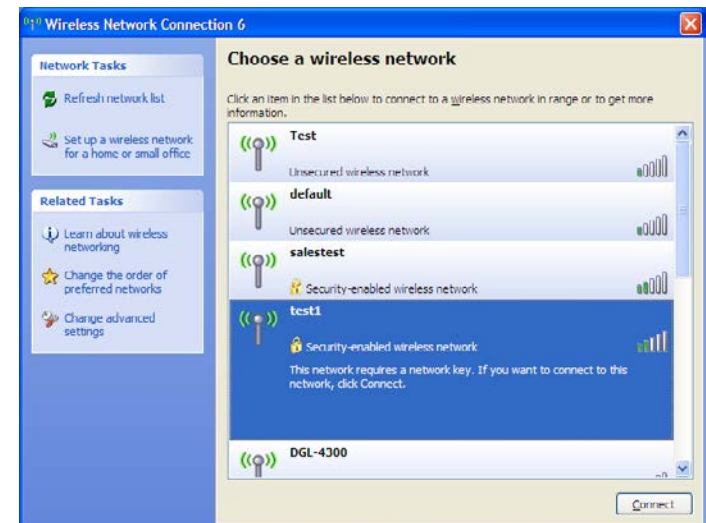 Wireless Network Connection 6
Network Tasks
Refresh network list
Set up a wireless network
for a home or small office
Related Tasks
Learn about wireless
networking
Change the order of
preferred networks
Change advanced
settings
Choose a wireless network
Click an item in the list below to connect to a wireless network in range or to get more
information.
Test
Unsecured wireless network
default
Unsecured wireless network
salestest
Security-enabled wireless network
test1
Security-enabled wireless network
This network requires a network key. If you want to connect to this
network, click Connect.
DGL-4300
Connect